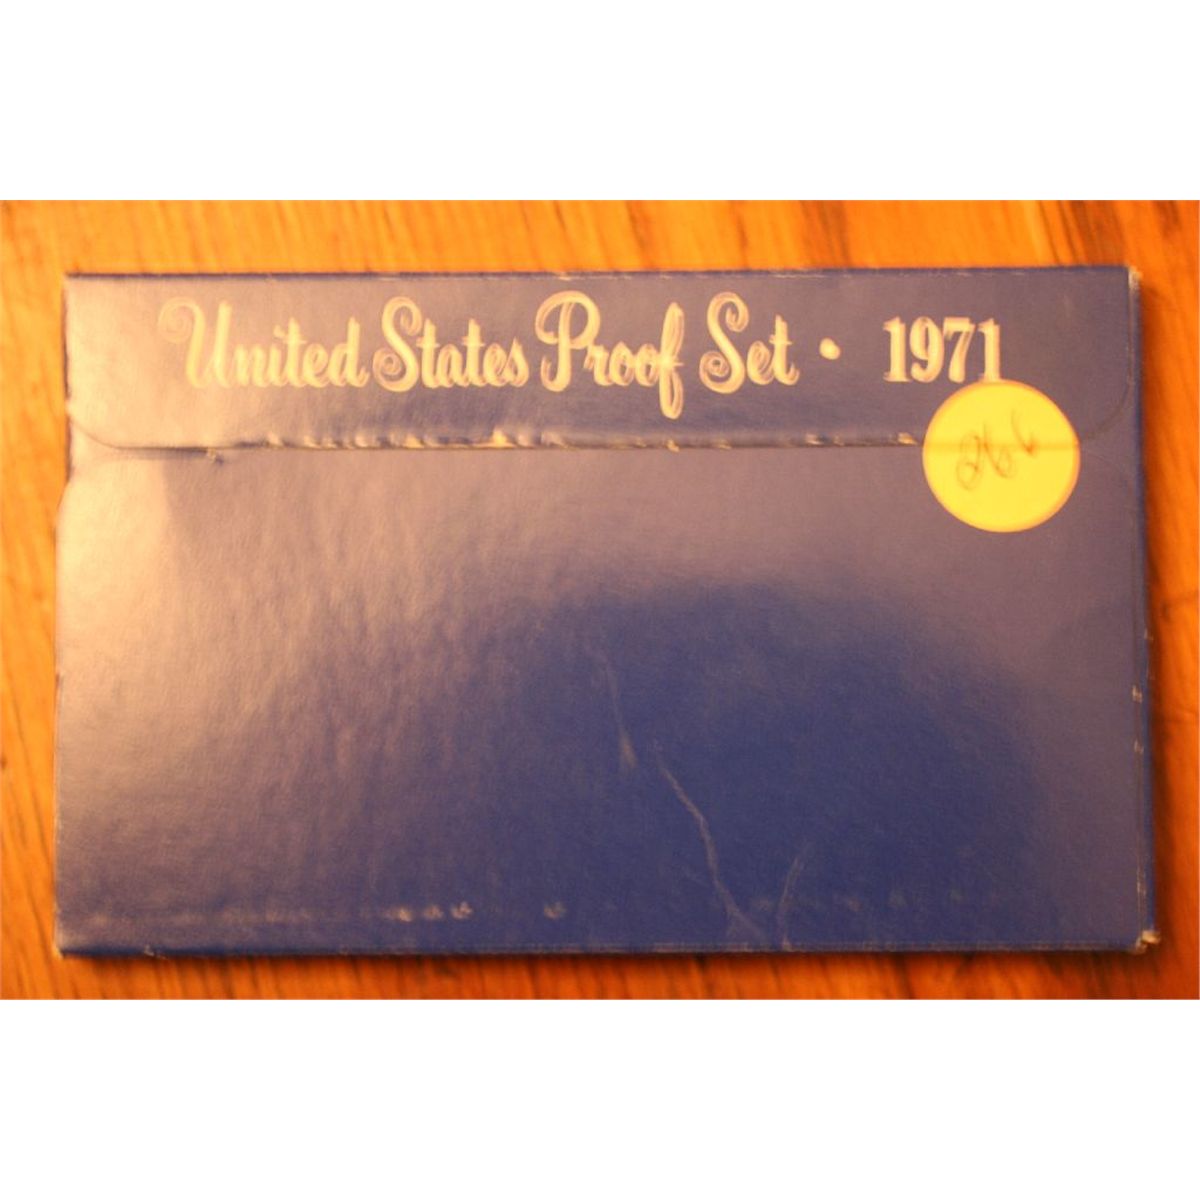 United States Proof Set • 1971